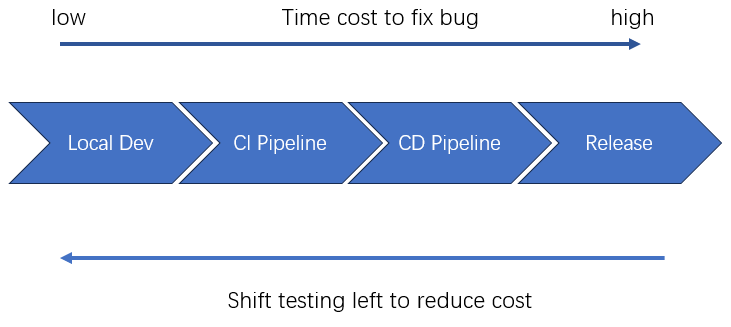 low Time cost to fix bug high
Local Dev CI Pipeline CD Pipeline Release
Shift testing left to reduce cost